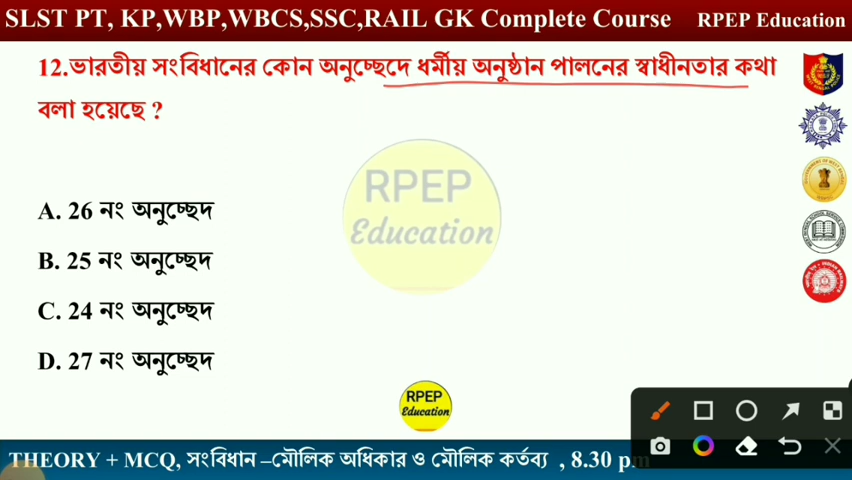 SLST PT, KP,WBP,WBCS,SSC,RAIL GK Complete Course RPEP Education
12.ভারতীয় সংবিধানের কোন অনুচ্ছেদে ধর্মীয় অনুষ্ঠান পালনের স্বাধীনতার কথা
বলা হয়েছে ?
RPEP
Education
A. 26 নং অনুচ্ছেদ
B. 25 নং অনুচ্ছেদ
C. 24 নং অনুচ্ছেদ
D. 27 নং অনুচ্ছেদ
RPEP
Education
THEORY + MCQ, সংবিধান –মৌলিক অধিকার ও মৌলিক কর্তব্য , 8.30 pm